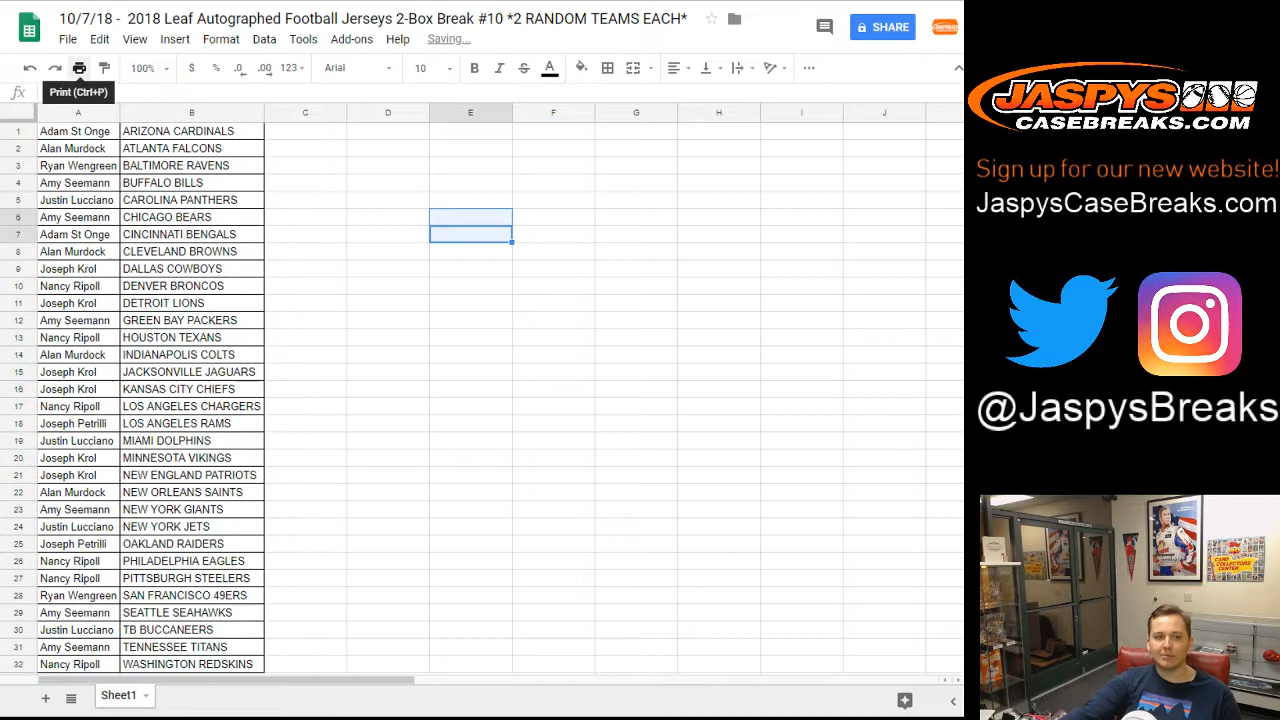 10/7/18 - 2018 Leaf Autographed Football Jerseys 2-Box Break #10 *2 RANDOM TEAMS EACH*
SHARE
File Edit View Insert Format Data Tools Add-ons Help Saving...
100% $ % .0 .00 123 Arial 10 B I S A
fx
Print (Ctrl+P)
A B C D E F G H I J
1 Adam St Onge ARIZONA CARDINALS
2 Alan Murdock ATLANTA FALCONS
3 Ryan Wengreen BALTIMORE RAVENS
4 Amy Seemann BUFFALO BILLS
5 Justin Lucciano CAROLINA PANTHERS
6 Amy Seemann CHICAGO BEARS
7 Adam St Onge CINCINNATI BENGALS
8 Alan Murdock CLEVELAND BROWNS
9 Joseph Krol DALLAS COWBOYS
10 Nancy Ripoll DENVER BRONCOS
11 Joseph Krol DETROIT LIONS
12 Amy Seemann GREEN BAY PACKERS
13 Nancy Ripoll HOUSTON TEXANS
14 Alan Murdock INDIANAPOLIS COLTS
15 Joseph Krol JACKSONVILLE JAGUARS
16 Joseph Krol KANSAS CITY CHIEFS
17 Nancy Ripoll LOS ANGELES CHARGERS
18 Joseph Petrilli LOS ANGELES RAMS
19 Justin Lucciano MIAMI DOLPHINS
20 Joseph Krol MINNESOTA VIKINGS
21 Joseph Krol NEW ENGLAND PATRIOTS
22 Alan Murdock NEW ORLEANS SAINTS
23 Amy Seemann NEW YORK GIANTS
24 Justin Lucciano NEW YORK JETS
25 Joseph Petrilli OAKLAND RAIDERS
26 Nancy Ripoll PHILADELPHIA EAGLES
27 Nancy Ripoll PITTSBURGH STEELERS
28 Ryan Wengreen SAN FRANCISCO 49ERS
29 Amy Seemann SEATTLE SEAHAWKS
30 Justin Lucciano TB BUCCANEERS
31 Amy Seemann TENNESSEE TITANS
32 Nancy Ripoll WASHINGTON REDSKINS
Sheet1
JASPYS
CASEBREAKS.COM
Sign up for our new website!
JaspysCaseBreaks.com
@JaspysBreaks
CARD
COLLECTORS
CENTER